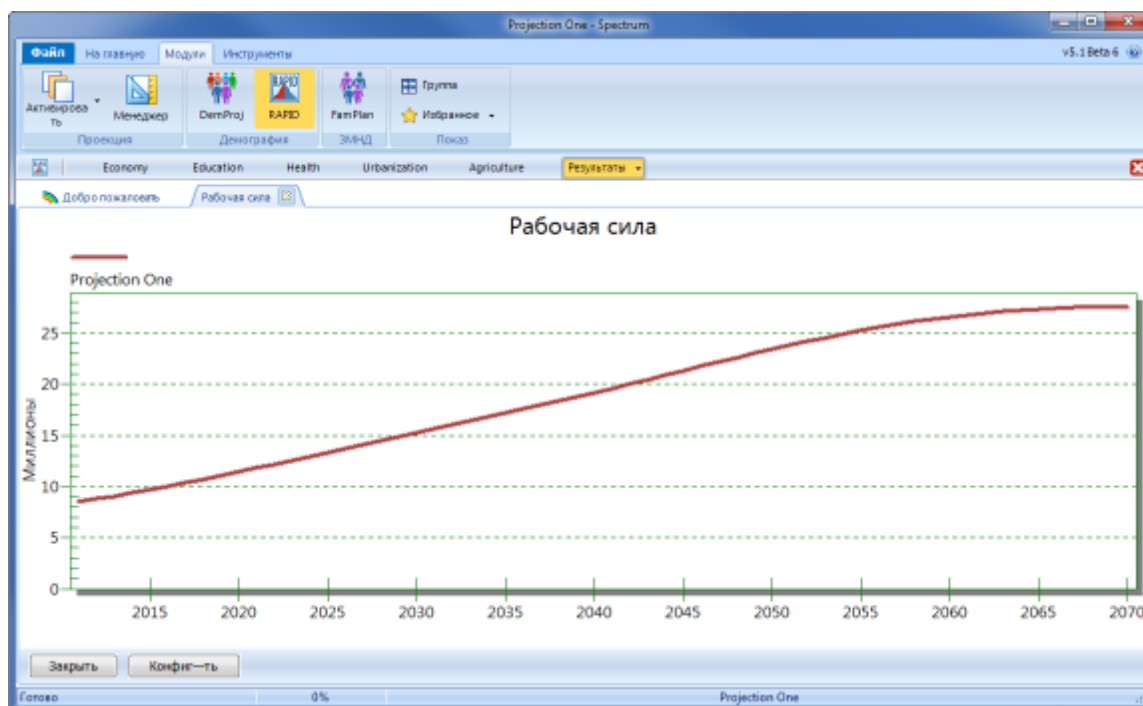 Projection One - Spectrum
Файл На главную Модули Инструменты v5.1 Beta 6
Активирова
ть
Менеджер DemProj RAPID FamPlan Группа
Избранное
Проекция Демография ЗМНД Показ
Economy Education Health Urbanization Agriculture Результаты
Добро пожаловать Рабочая сила
Рабочая сила
Projection One
Миллионы
25
20
15
10
5
0
2015 2020 2025 2030 2035 2040 2045 2050 2055 2060 2065 2070
Закрыть Конфиг—ть
Готово 0% Projection One